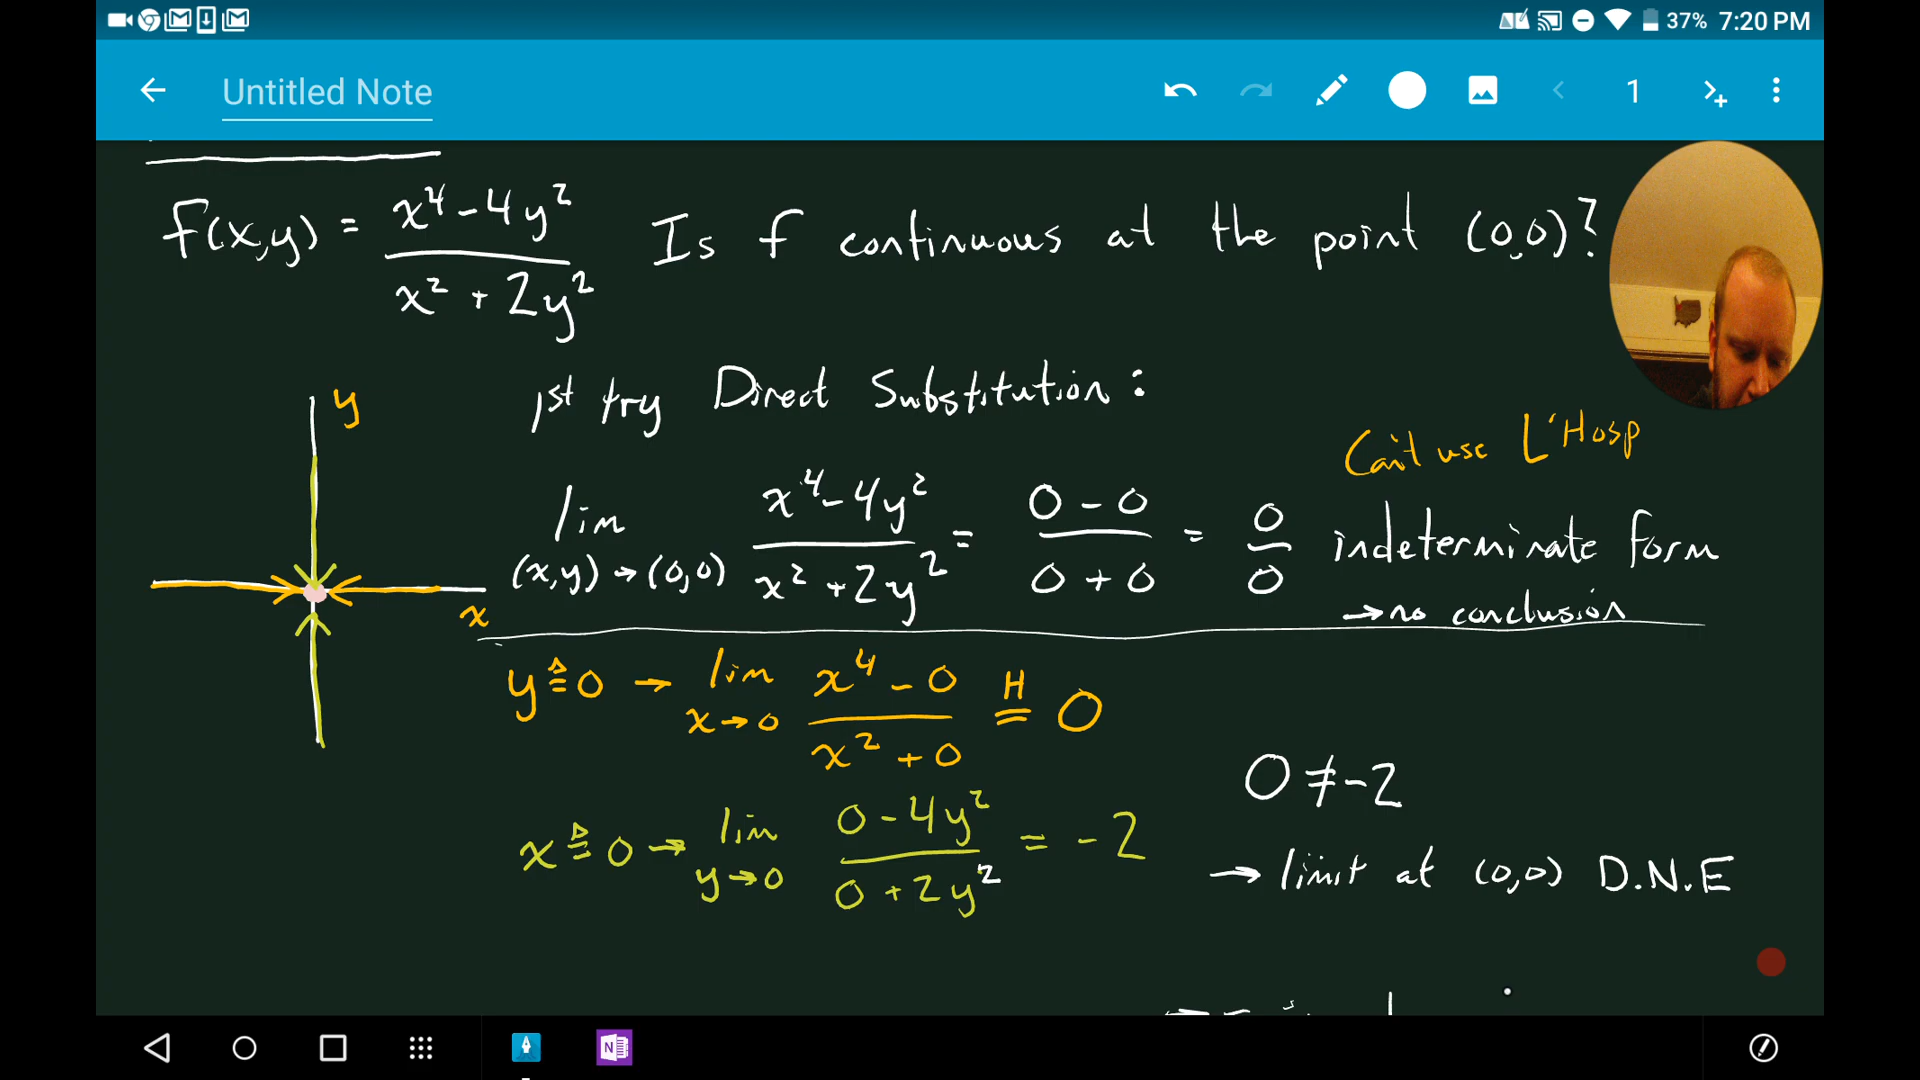 37% 7:20 PM
Untitled Note
1
f(x,y) = x⁴ - 4y² / x² + 2y² Is f continuous at the point (0,0)?
y
x
1st try Direct Substitution:
Can't use L'Hosp
lim (x,y) → (0,0) x⁴ - 4y² / x² + 2y² = 0 - 0 / 0 + 0 = 0 / 0 indeterminate form
→ no conclusion
y ≙ 0 → lim x→0 x⁴ - 0 / x² + 0 =ᴴ 0
x ≙ 0 → lim y→0 0 - 4y² / 0 + 2y² = -2
0 ≠ -2
→ limit at (0,0) D.N.E
N